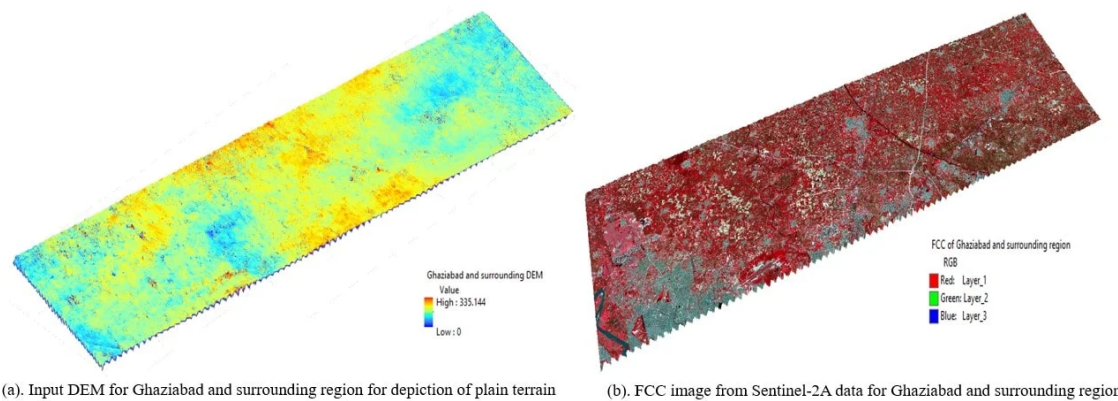 Ghaziabad and surrounding DEM
Value
High : 335.144
Low : 0
FCC of Ghaziabad and surrounding region
RGB
Red: Layer_1
Green: Layer_2
Blue: Layer_3
(a). Input DEM for Ghaziabad and surrounding region for depiction of plain terrain
(b). FCC image from Sentinel-2A data for Ghaziabad and surrounding region